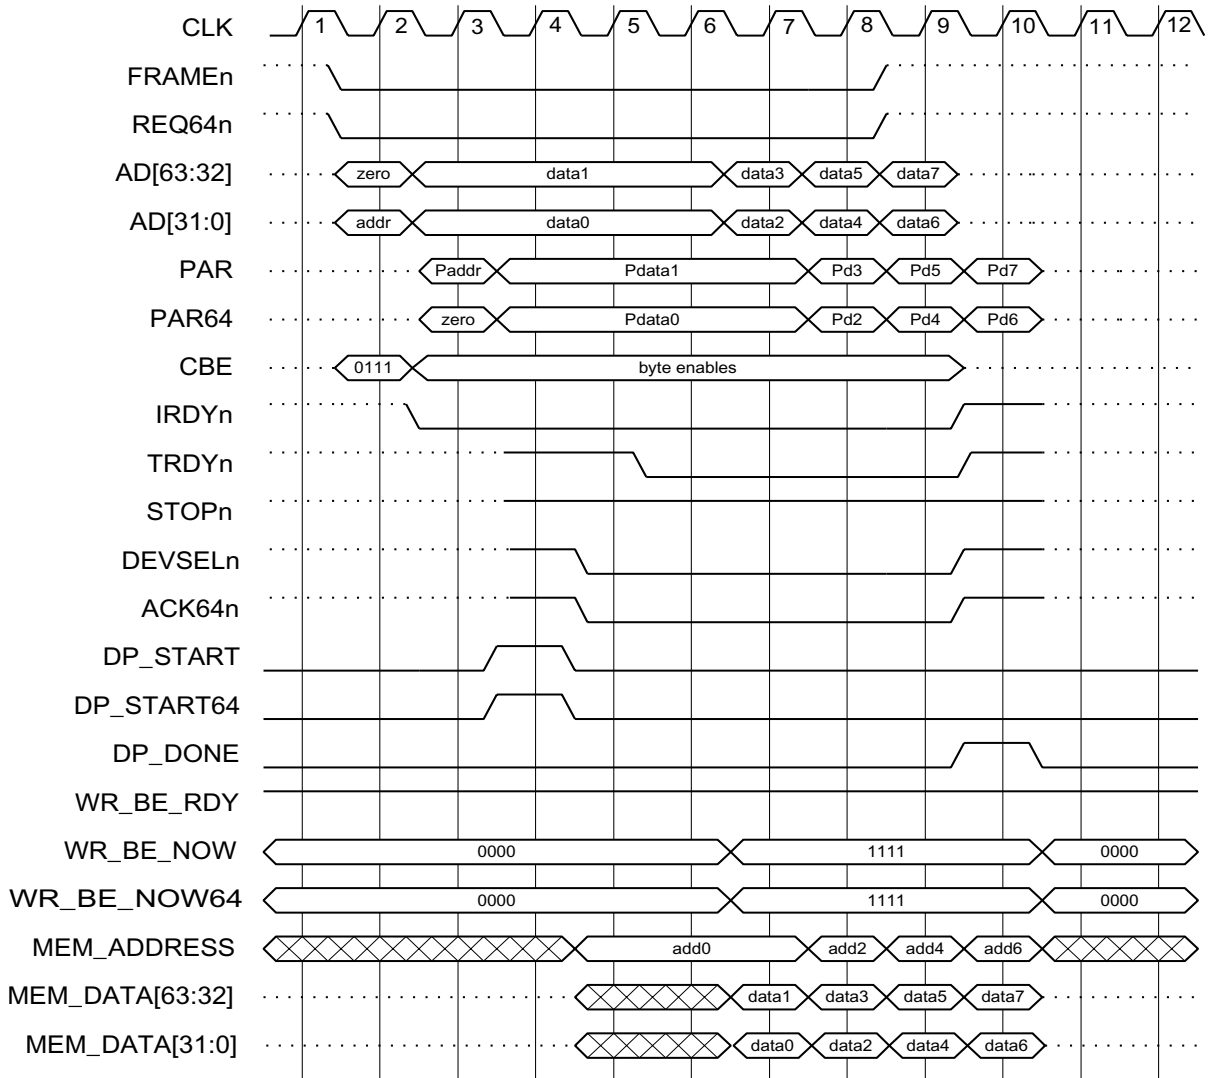 CLK 1 2 3 4 5 6 7 8 9 10 11 12
FRAMEn
REQ64n
AD[63:32] zero data1 data3 data5 data7
AD[31:0] addr data0 data2 data4 data6
PAR Paddr Pdata1 Pd3 Pd5 Pd7
PAR64 zero Pdata0 Pd2 Pd4 Pd6
CBE 0111 byte enables
IRDYn
TRDYn
STOPn
DEVSELn
ACK64n
DP_START
DP_START64
DP_DONE
WR_BE_RDY
WR_BE_NOW 0000 1111 0000
WR_BE_NOW64 0000 1111 0000
MEM_ADDRESS add0 add2 add4 add6
MEM_DATA[63:32] data1 data3 data5 data7
MEM_DATA[31:0] data0 data2 data4 data6